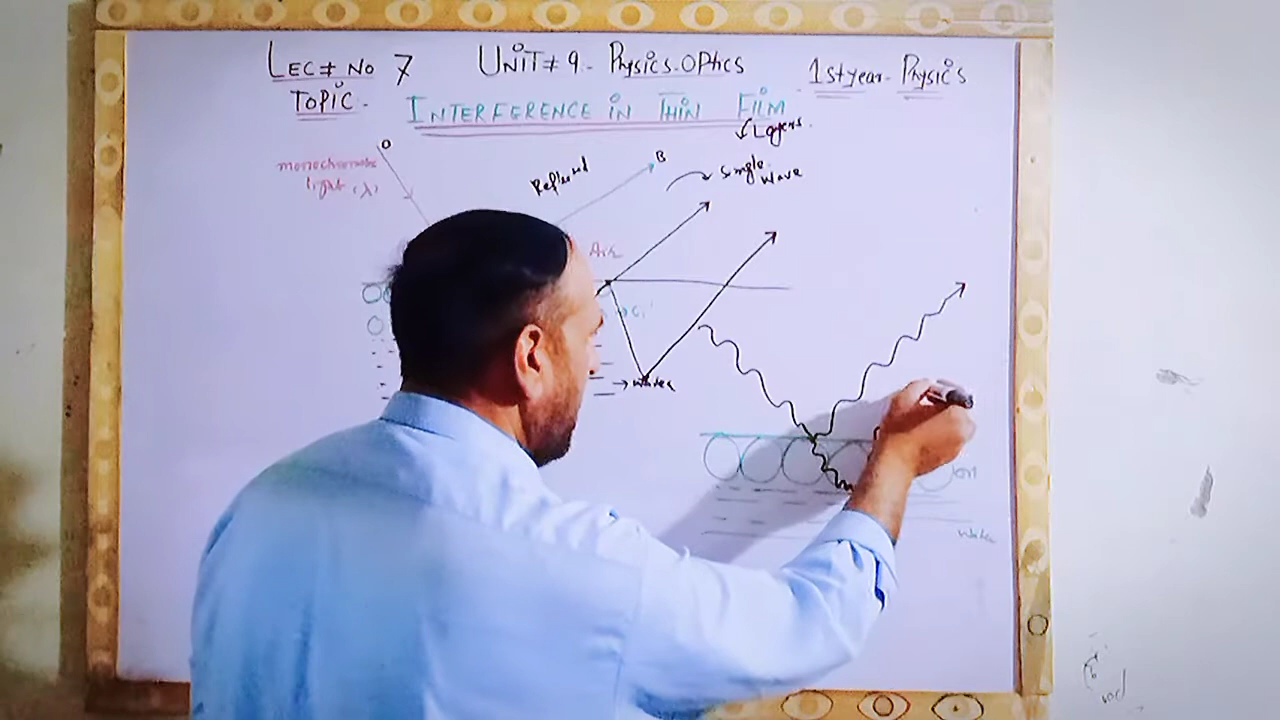 LEC # No 7 UNiT # 9 - Physics-Optics 1st year - Physics
TOPiC - INTERFERENCE iN THiN FiLM
Layers.
O
monochromatic
light (λ)
Reflected
B
Single
wave
Air
→ water
Oil
Water